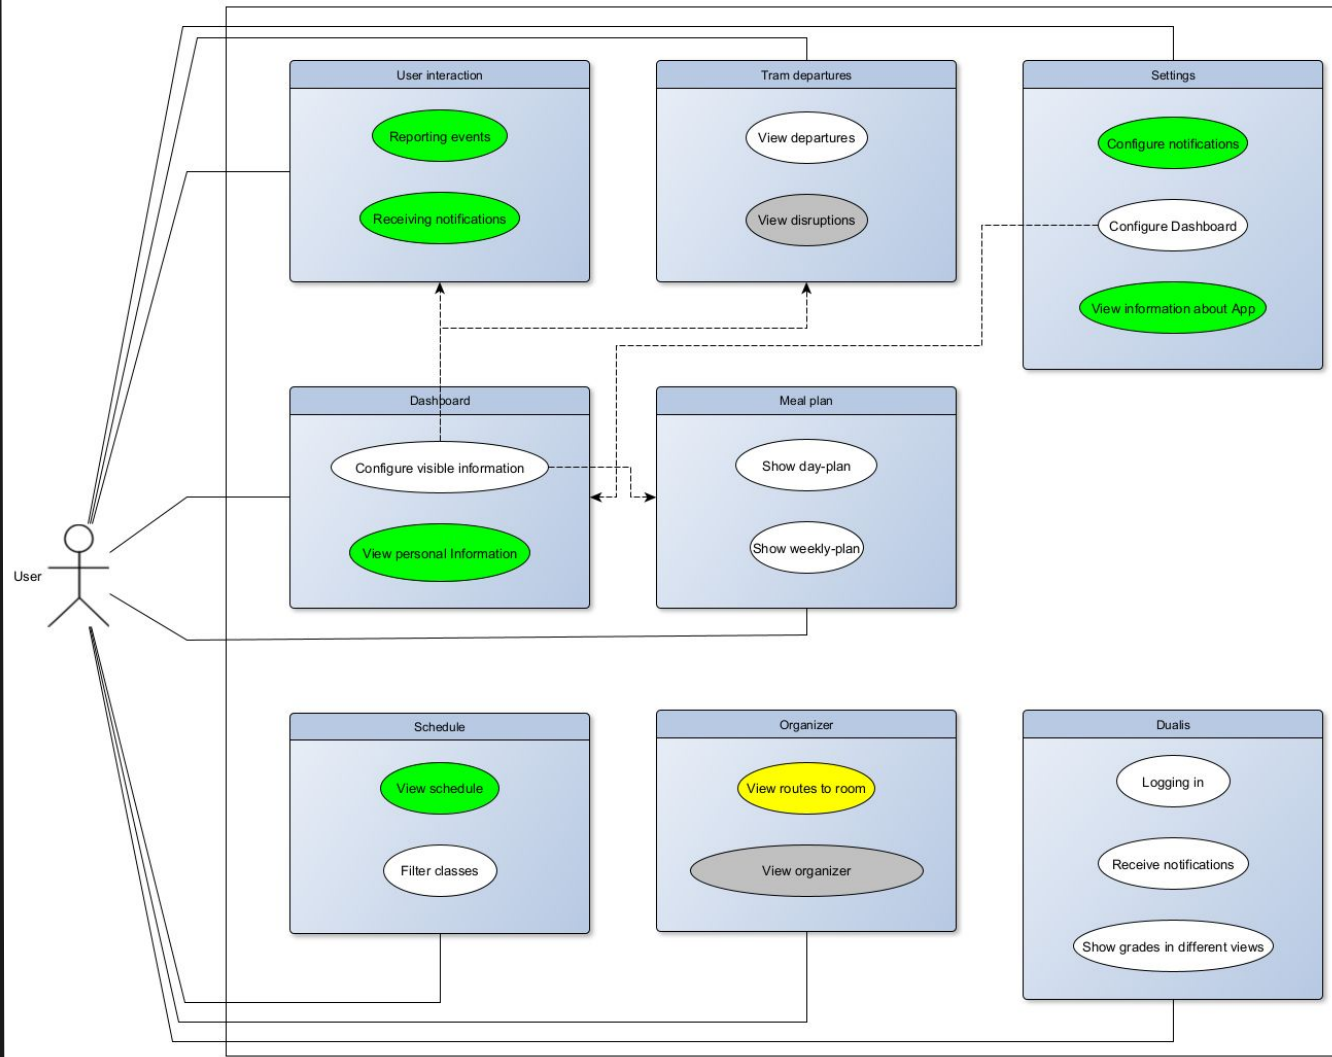 User interaction
Reporting events
Receiving notifications
Tram departures
View departures
View disruptions
Settings
Configure notifications
Configure Dashboard
View information about App
Dashboard
Configure visible information
View personal Information
Meal plan
Show day-plan
Show weekly-plan
User
Schedule
View schedule
Filter classes
Organizer
View routes to room
View organizer
Dualis
Logging in
Receive notifications
Show grades in different views